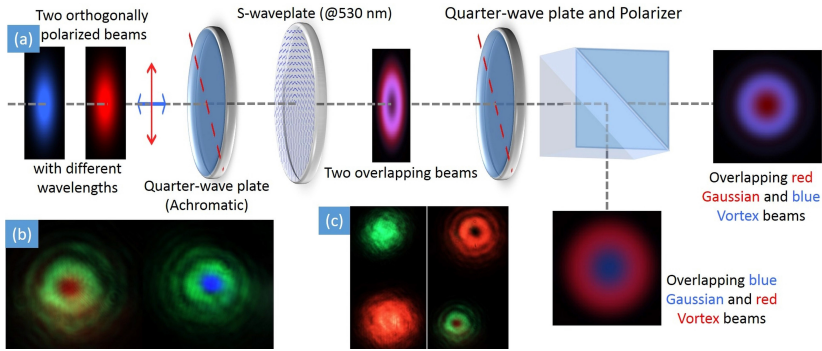 Two orthogonally
polarized beams
S-waveplate (@530 nm)
Quarter-wave plate and Polarizer
(a)
with different
wavelengths
Quarter-wave plate
(Achromatic)
Two overlapping beams
Overlapping red
Gaussian and blue
Vortex beams
(b)
(c)
Overlapping blue
Gaussian and red
Vortex beams